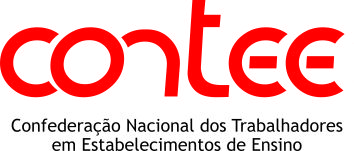 contee
Confederação Nacional dos Trabalhadores
em Estabelecimentos de Ensino